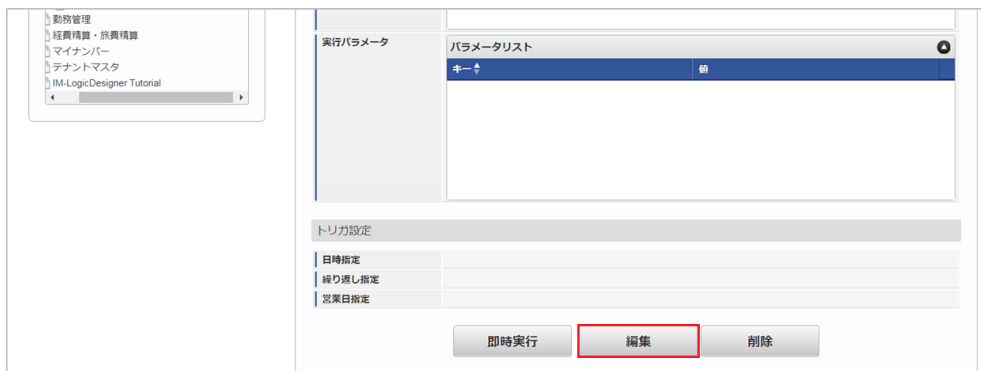 勤務管理
経費精算・旅費精算
マイナンバー
テナントマスタ
IM-LogicDesigner Tutorial
実行パラメータ
パラメータリスト
キー 値
トリガ設定
日時指定
繰り返し指定
営業日指定
即時実行 編集 削除